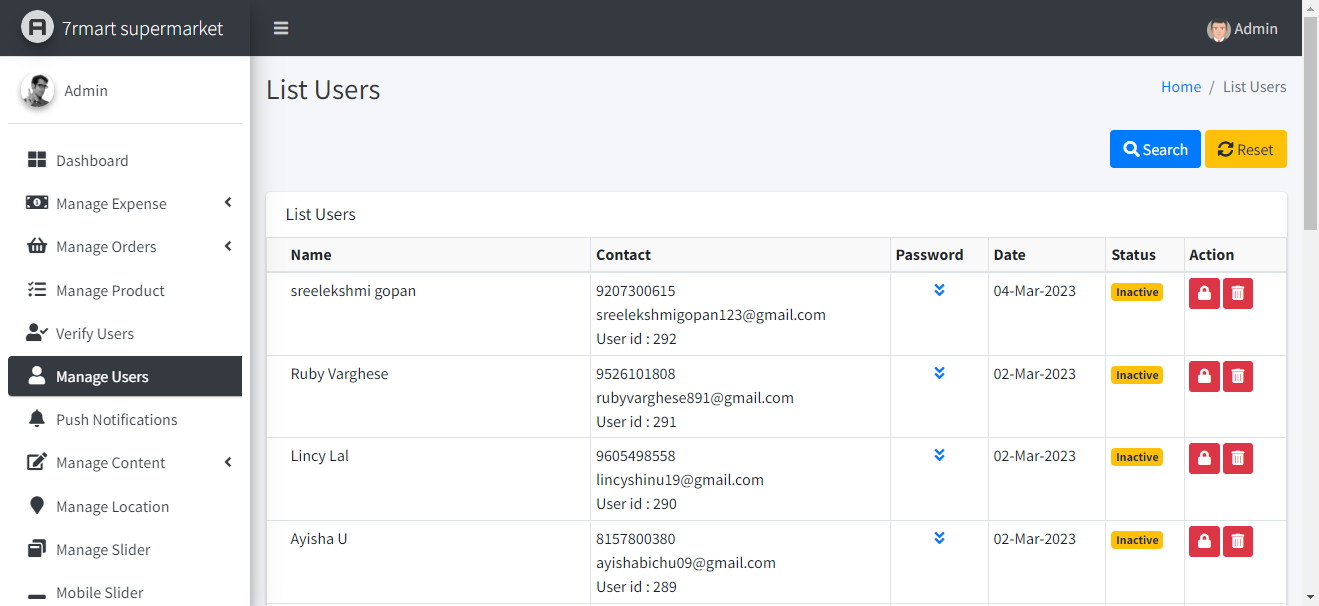 7rmart supermarket
Admin
Admin
Dashboard
Manage Expense
Manage Orders
Manage Product
Verify Users
Manage Users
Push Notifications
Manage Content
Manage Location
Manage Slider
Mobile Slider
List Users
Home / List Users
Search Reset
List Users
Name Contact Password Date Status Action
sreelekshmi gopan 9207300615 04-Mar-2023 Inactive
sreelekshmigopan123@gmail.com
User id : 292
Ruby Varghese 9526101808 02-Mar-2023 Inactive
rubyvarghese891@gmail.com
User id : 291
Lincy Lal 9605498558 02-Mar-2023 Inactive
lincyshinu19@gmail.com
User id : 290
Ayisha U 8157800380 02-Mar-2023 Inactive
ayishabichu09@gmail.com
User id : 289